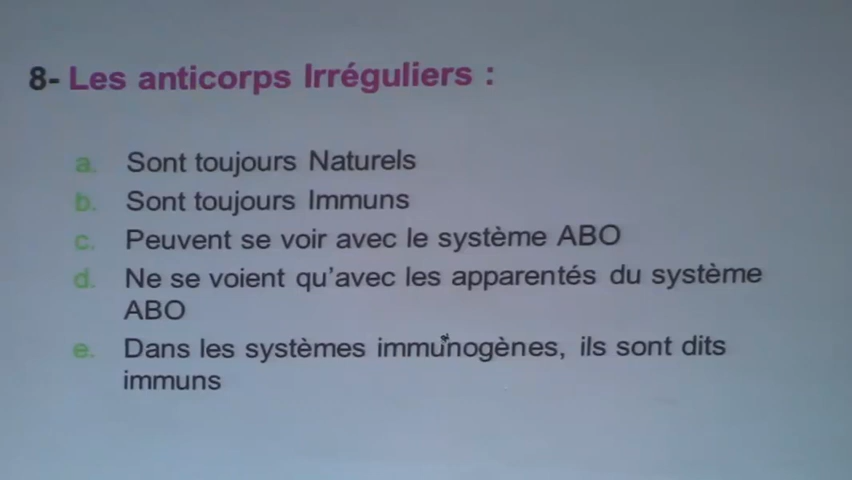 8- Les anticorps Irréguliers :
a. Sont toujours Naturels
b. Sont toujours Immuns
c. Peuvent se voir avec le système ABO
d. Ne se voient qu'avec les apparentés du système
ABO
e. Dans les systèmes immunogènes, ils sont dits
immuns